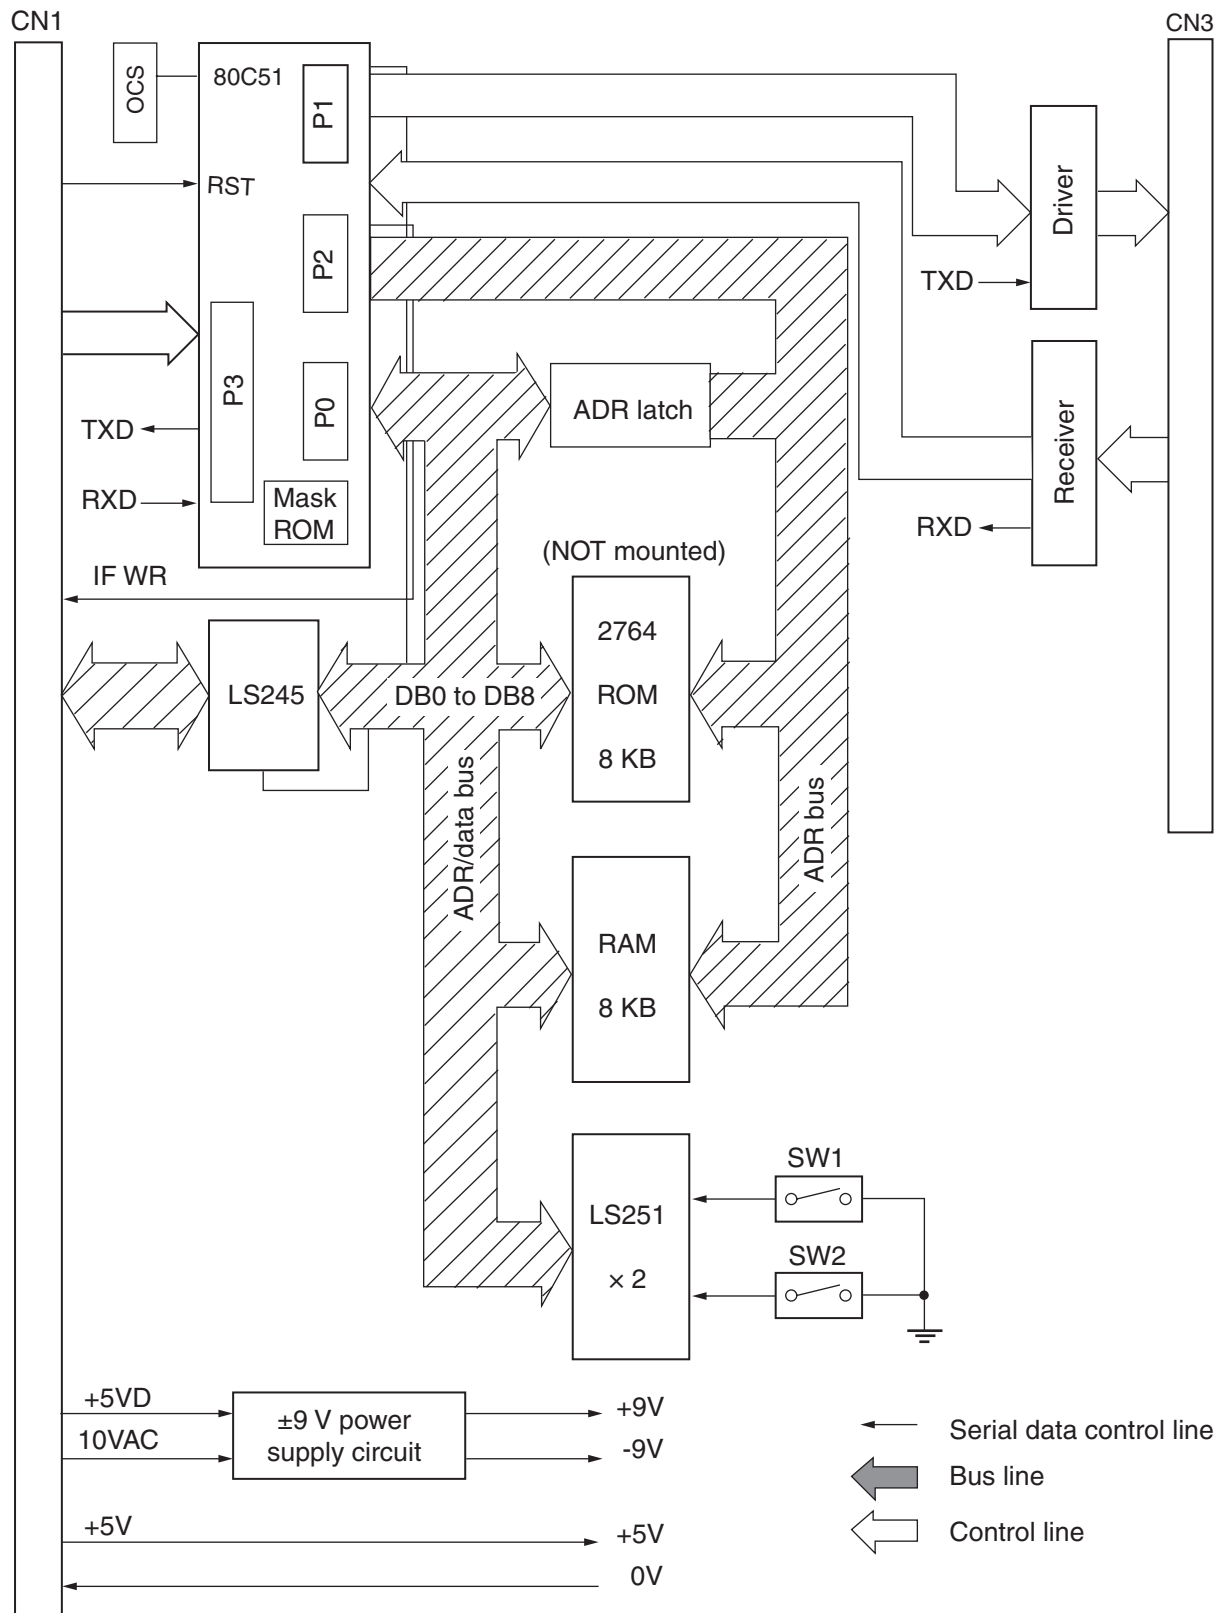 CN1
CN3
OCS
80C51
P1
RST
P2
Driver
TXD
P3
P0
ADR latch
TXD
Receiver
RXD
Mask
ROM
RXD
(NOT mounted)
IF WR
2764
ROM
8 KB
LS245
DB0 to DB8
ADR/data bus
ADR bus
RAM
8 KB
SW1
LS251
× 2
SW2
+5VD
10VAC
±9 V power
supply circuit
+9V
-9V
Serial data control line
Bus line
Control line
+5V
+5V
0V